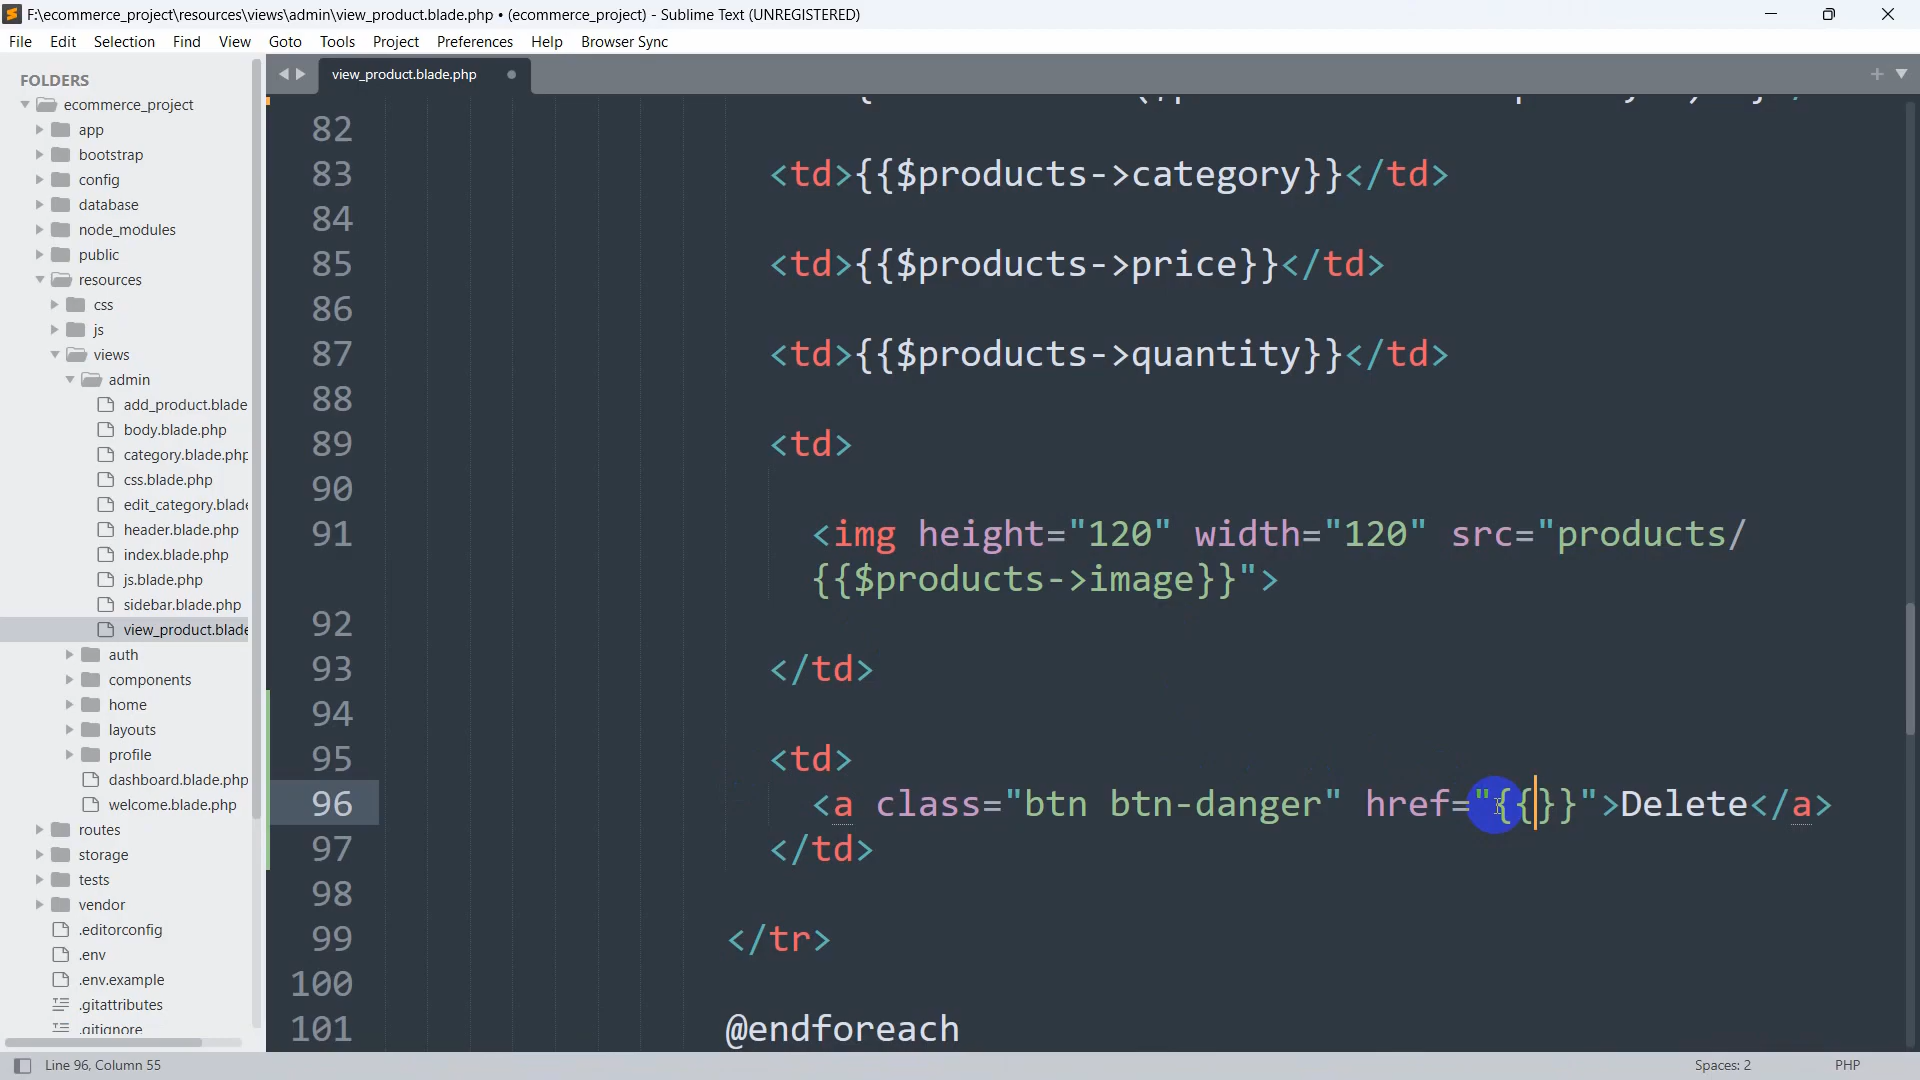 F:\ecommerce_project\resources\views\admin\view_product.blade.php • (ecommerce_project) - Sublime Text (UNREGISTERED)
File Edit Selection Find View Goto Tools Project Preferences Help Browser Sync
FOLDERS
ecommerce_project
app
bootstrap
config
database
node_modules
public
resources
css
js
views
admin
add_product.blade
body.blade.php
category.blade.php
css.blade.php
edit_category.blade
header.blade.php
index.blade.php
js.blade.php
sidebar.blade.php
view_product.blade
auth
components
home
layouts
profile
dashboard.blade.php
welcome.blade.php
routes
storage
tests
vendor
.editorconfig
.env
.env.example
.gitattributes
.gitignore
view_product.blade.php
82
83 <td>{{$products->category}}</td>
84
85 <td>{{$products->price}}</td>
86
87 <td>{{$products->quantity}}</td>
88
89 <td>
90
91 <img height="120" width="120" src="products/
{{$products->image}}">
92
93 </td>
94
95 <td>
96 <a class="btn btn-danger" href="{{}}">Delete</a>
97 </td>
98
99 </tr>
100
101 @endforeach
Line 96, Column 55
Spaces: 2
PHP